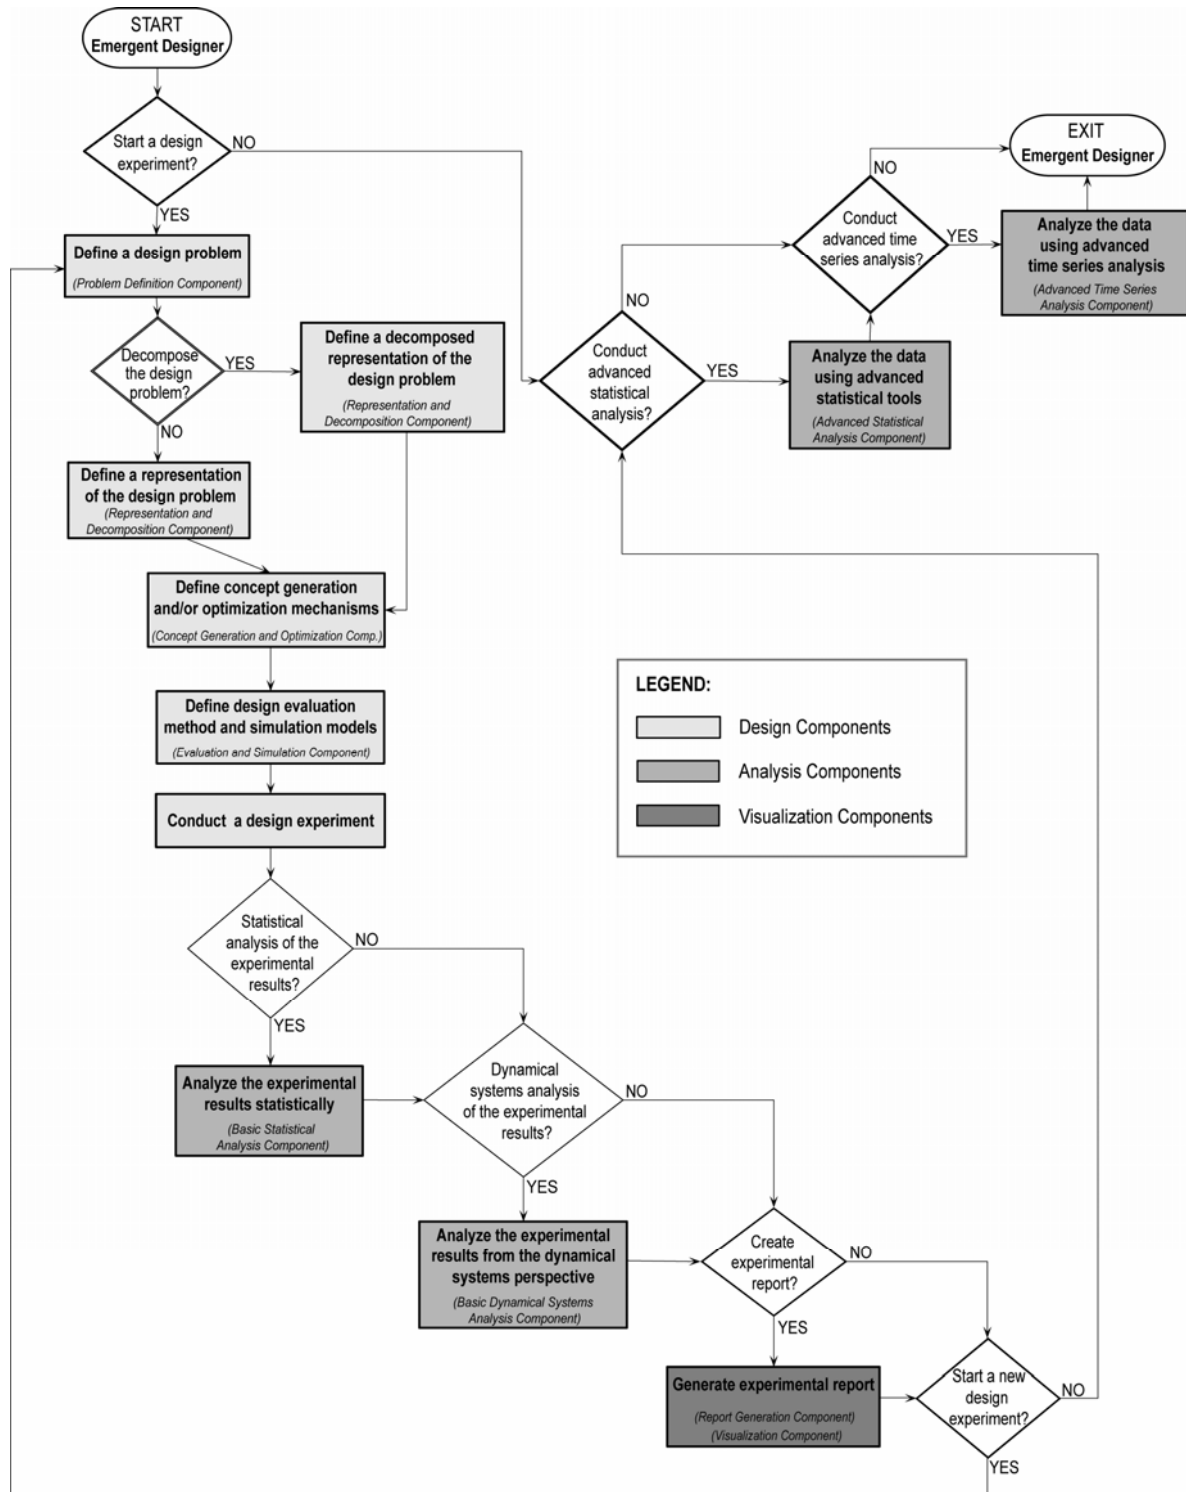 START
Emergent Designer
Start a design
experiment?
NO
YES
Define a design problem
(Problem Definition Component)
Decompose
the design
problem?
YES
NO
Define a decomposed
representation of the
design problem
(Representation and
Decomposition Component)
Define a representation
of the design problem
(Representation and
Decomposition Component)
Define concept generation
and/or optimization mechanisms
(Concept Generation and Optimization Comp.)
Define design evaluation
method and simulation models
(Evaluation and Simulation Component)
Conduct a design experiment
Statistical
analysis of the
experimental
results?
NO
YES
Analyze the experimental
results statistically
(Basic Statistical
Analysis Component)
Dynamical
systems analysis
of the experimental
results?
NO
YES
Analyze the experimental
results from the dynamical
systems perspective
(Basic Dynamical Systems
Analysis Component)
Create
experimental
report?
NO
YES
Generate experimental report
(Report Generation Component)
(Visualization Component)
Start a new
design
experiment?
NO
YES
Conduct
advanced
statistical
analysis?
NO
YES
Analyze the data
using advanced
statistical tools
(Advanced Statistical
Analysis Component)
Conduct
advanced time
series analysis?
NO
YES
Analyze the data
using advanced
time series analysis
(Advanced Time Series
Analysis Component)
EXIT
Emergent Designer
LEGEND:
Design Components
Analysis Components
Visualization Components